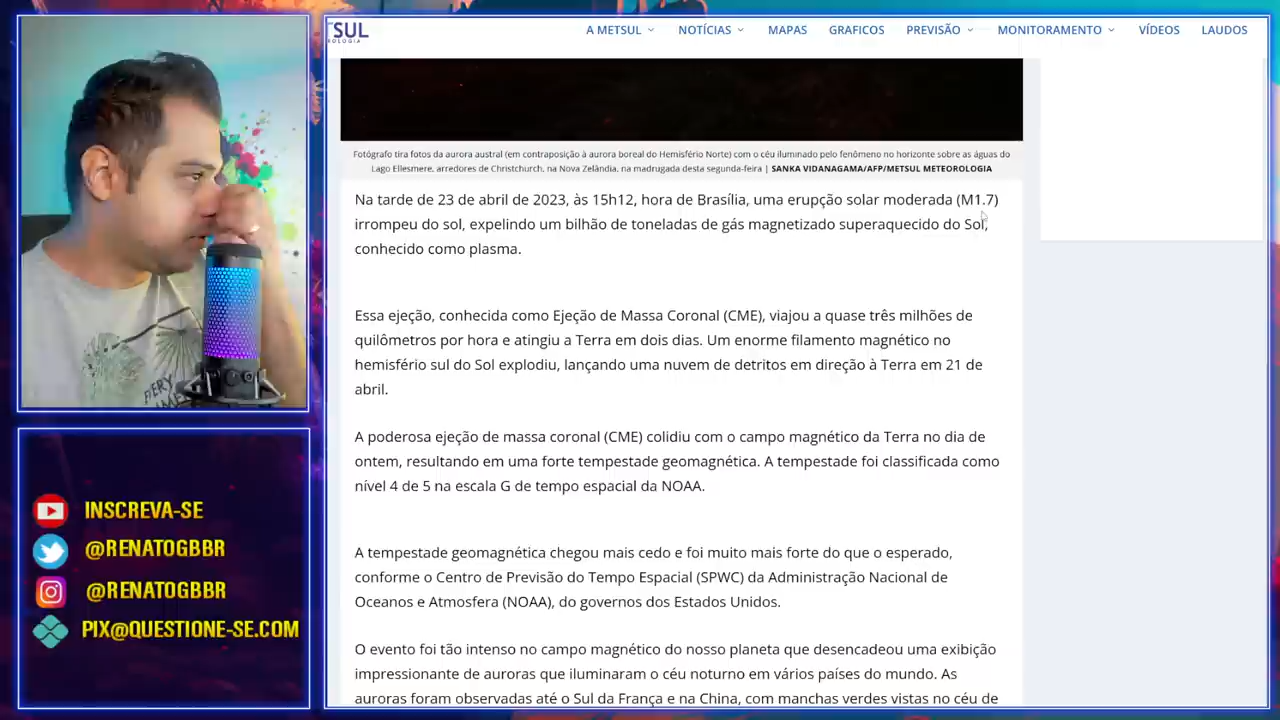 SUL
A METSUL NOTÍCIAS MAPAS GRAFICOS PREVISÃO MONITORAMENTO VÍDEOS LAUDOS
Fotógrafo tira fotos da aurora austral (em contraposição à aurora boreal do Hemisfério Norte) com o céu iluminado pelo fenômeno no horizonte sobre as águas do
Lago Ellesmere, arredores de Christchurch, na Nova Zelândia, na madrugada desta segunda-feira | SANKA VIDANAGAMA/AFP/METSUL METEOROLOGIA
Na tarde de 23 de abril de 2023, às 15h12, hora de Brasília, uma erupção solar moderada (M1.7)
irrompeu do sol, expelindo um bilhão de toneladas de gás magnetizado superaquecido do Sol,
conhecido como plasma.
Essa ejeção, conhecida como Ejeção de Massa Coronal (CME), viajou a quase três milhões de
quilômetros por hora e atingiu a Terra em dois dias. Um enorme filamento magnético no
hemisfério sul do Sol explodiu, lançando uma nuvem de detritos em direção à Terra em 21 de
abril.
A poderosa ejeção de massa coronal (CME) colidiu com o campo magnético da Terra no dia de
ontem, resultando em uma forte tempestade geomagnética. A tempestade foi classificada como
nível 4 de 5 na escala G de tempo espacial da NOAA.
A tempestade geomagnética chegou mais cedo e foi muito mais forte do que o esperado,
conforme o Centro de Previsão do Tempo Espacial (SPWC) da Administração Nacional de
Oceanos e Atmosfera (NOAA), do governos dos Estados Unidos.
O evento foi tão intenso no campo magnético do nosso planeta que desencadeou uma exibição
impressionante de auroras que iluminaram o céu noturno em vários países do mundo. As
auroras foram observadas até o Sul da França e na China, com manchas verdes vistas no céu de
INSCREVA-SE
@RENATOGBBR
@RENATOGBBR
PIX@QUESTIONE-SE.COM